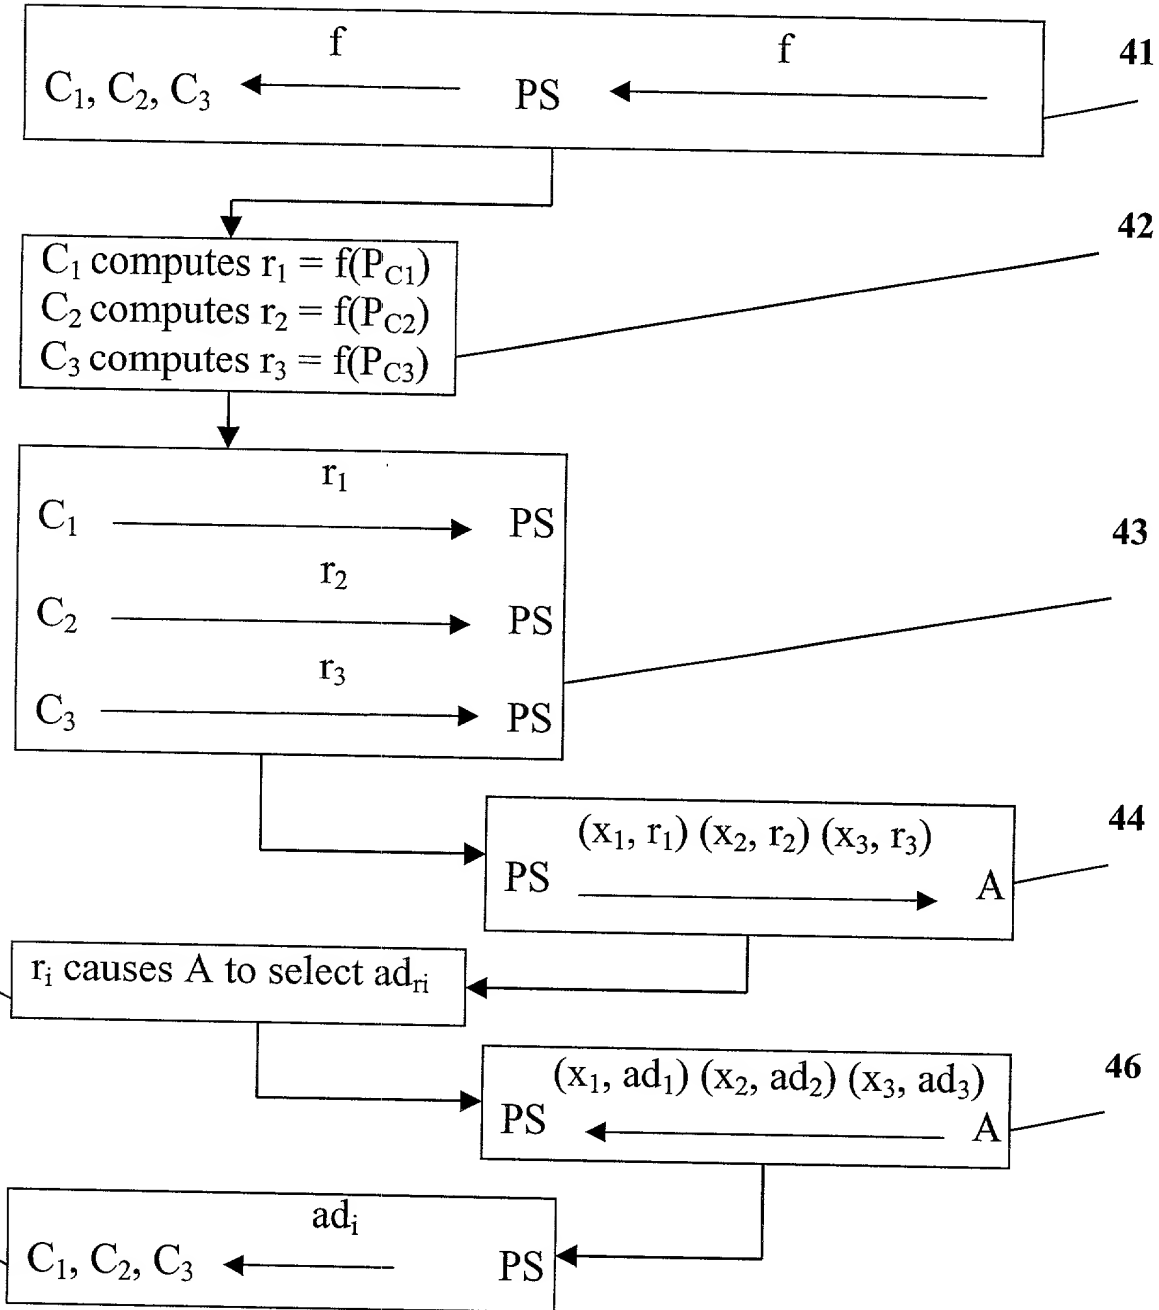 f f 41
C₁, C₂, C₃ PS
42
C₁ computes r₁ = f(P_C1)
C₂ computes r₂ = f(P_C2)
C₃ computes r₃ = f(P_C3)
r₁
C₁ PS
43
r₂
C₂ PS
r₃
C₃ PS
44
(x₁, r₁) (x₂, r₂) (x₃, r₃)
PS A
rᵢ causes A to select ad_ri
46
(x₁, ad₁) (x₂, ad₂) (x₃, ad₃)
PS A
adᵢ
C₁, C₂, C₃ PS